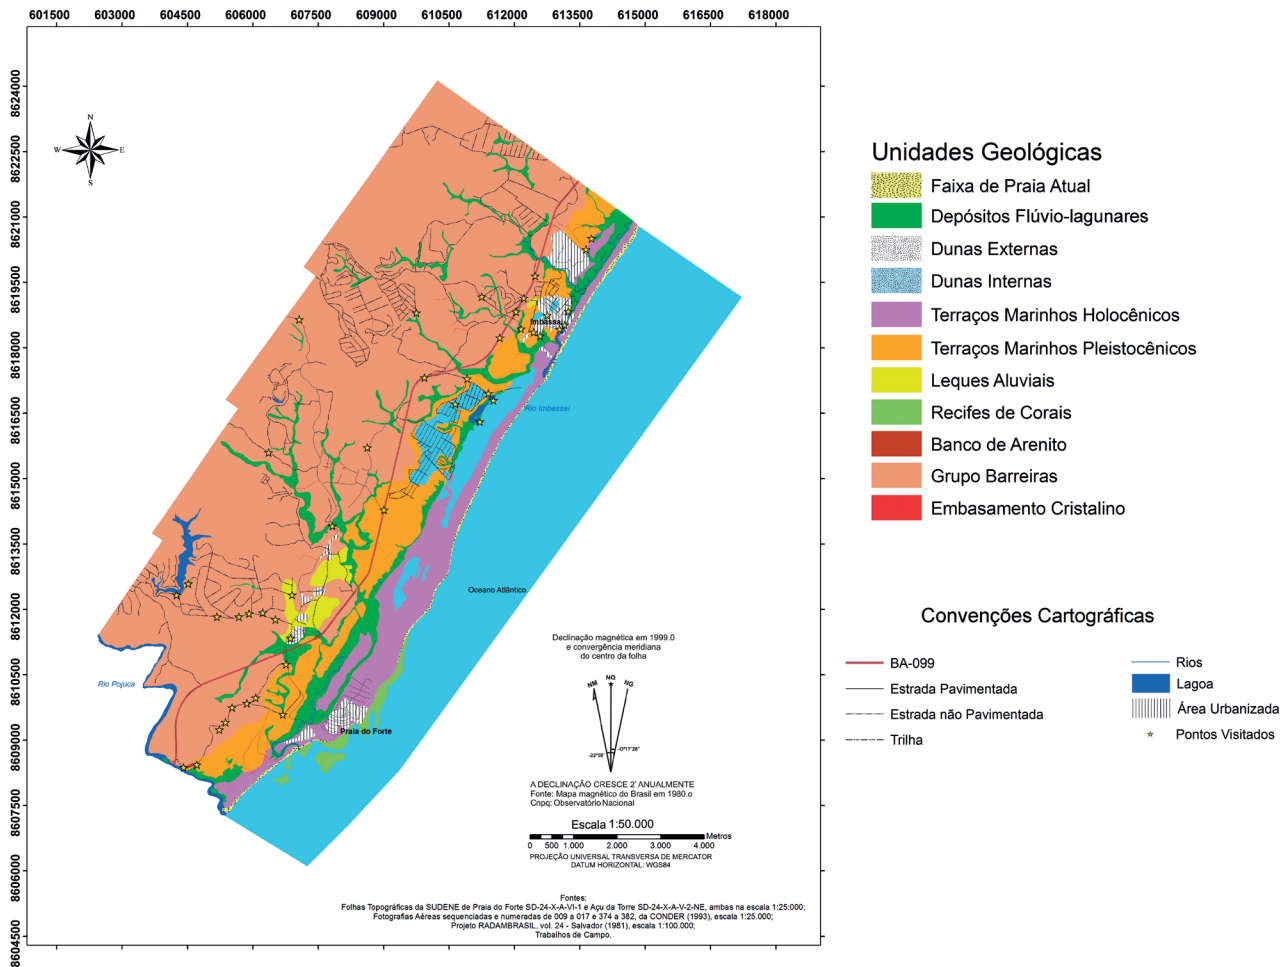 601500 603000 604500 606000 607500 609000 610500 612000 613500 615000 616500 618000
8624000
8622500
8621000
8619500
8618000
8616500
8615000
8613500
8612000
8610500
8609000
8607500
8606000
8604500
N
W E
S
Imbassaí
Rio Imbassaí
Oceano Atlântico
Rio Pojuca
Praia do Forte
Declinação magnética em 1999.0
e convergência meridiana
do centro da folha
NM NQ NG
-22º58' -0º17'28"
A DECLINAÇÃO CRESCE 2' ANUALMENTE
Fonte: Mapa magnético do Brasil em 1980.o
Cnpq: Observatório Nacional
Escala 1:50.000
0 500 1.000 2.000 3.000 4.000 Metros
PROJEÇÃO UNIVERSAL TRANSVERSA DE MERCATOR
DATUM HORIZONTAL: WGS84
Fontes:
Folhas Topográficas da SUDENE de Praia do Forte SD-24-X-A-VI-1 e Açu da Torre SD-24-X-A-V-2-NE, ambas na escala 1:25:000;
Fotografias Aéreas sequenciadas e numeradas de 009 a 017 e 374 a 382, da CONDER (1993), escala 1:25.000;
Projeto RADAMBRASIL, vol. 24 - Salvador (1981), escala 1:100.000;
Trabalhos de Campo.
Unidades Geológicas
Faixa de Praia Atual
Depósitos Flúvio-lagunares
Dunas Externas
Dunas Internas
Terraços Marinhos Holocênicos
Terraços Marinhos Pleistocênicos
Leques Aluviais
Recifes de Corais
Banco de Arenito
Grupo Barreiras
Embasamento Cristalino
Convenções Cartográficas
BA-099
Estrada Pavimentada
Estrada não Pavimentada
Trilha
Rios
Lagoa
Área Urbanizada
Pontos Visitados